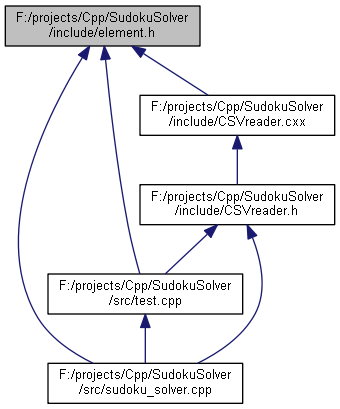 F:/projects/Cpp/SudokuSolver
/include/element.h
F:/projects/Cpp/SudokuSolver
/include/CSVreader.cxx
F:/projects/Cpp/SudokuSolver
/include/CSVreader.h
F:/projects/Cpp/SudokuSolver
/src/test.cpp
F:/projects/Cpp/SudokuSolver
/src/sudoku_solver.cpp